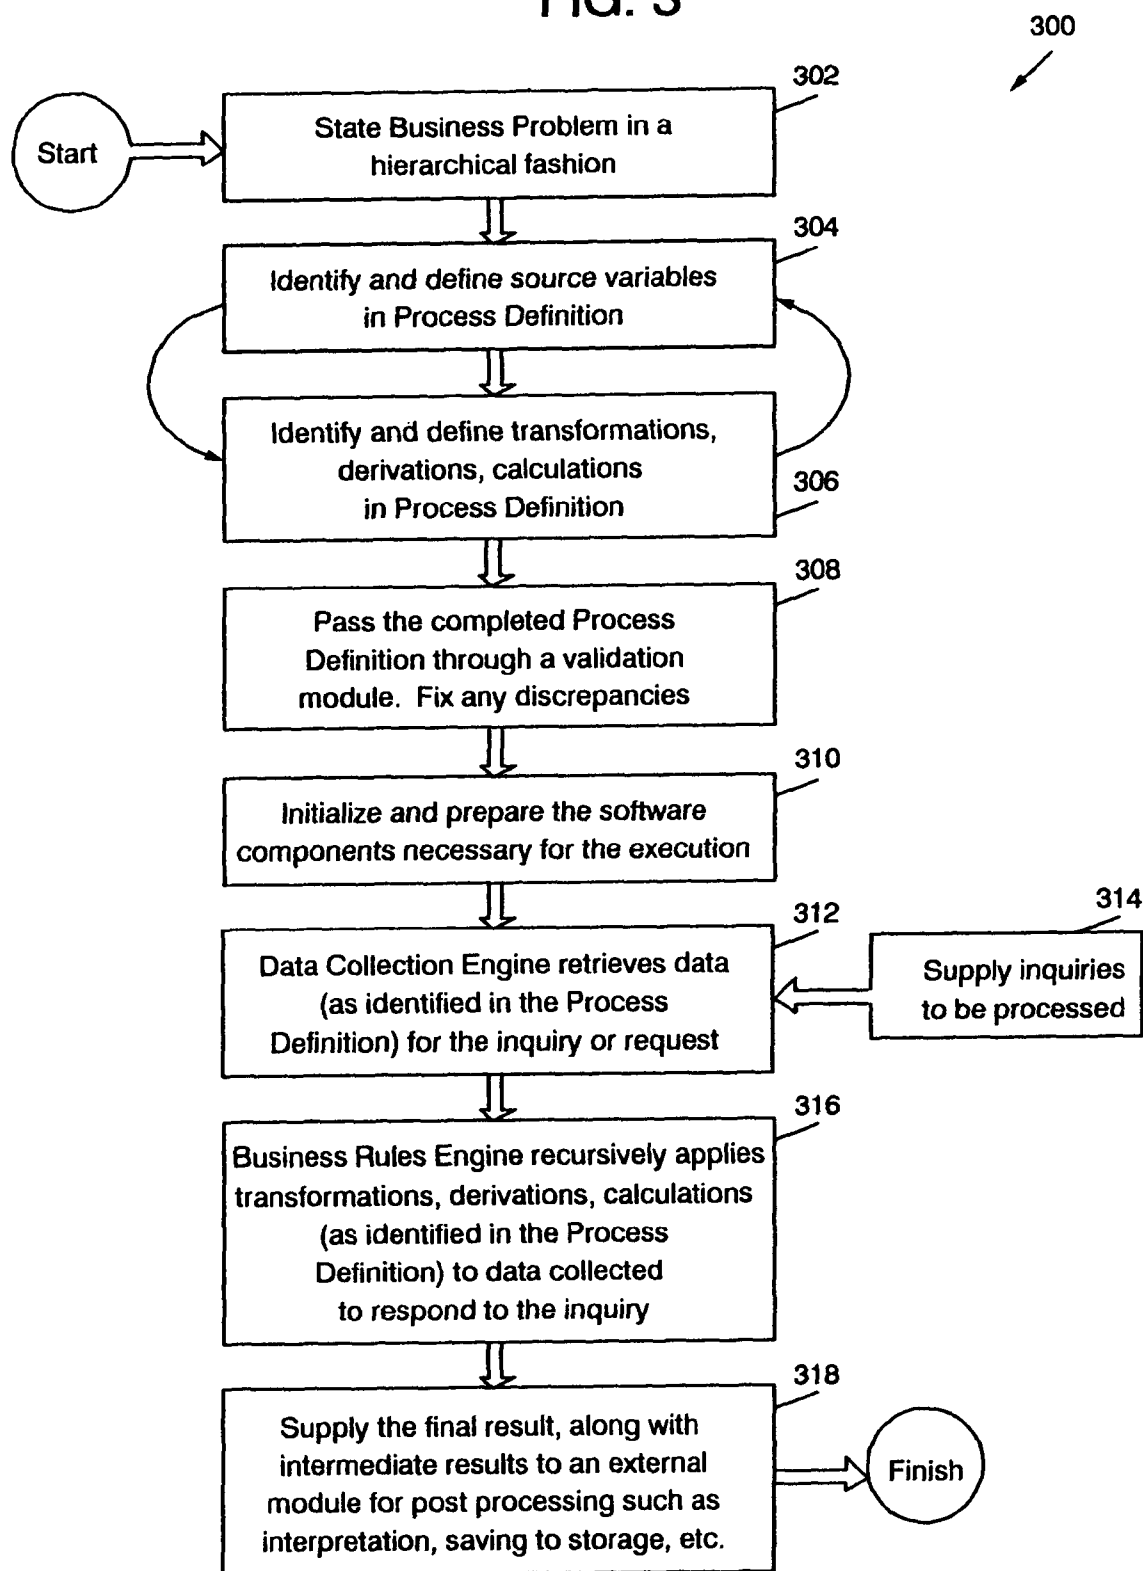 FIG. 3
300
302
State Business Problem in a
hierarchical fashion
Start
304
Identify and define source variables
in Process Definition
Identify and define transformations,
derivations, calculations
in Process Definition
306
308
Pass the completed Process
Definition through a validation
module. Fix any discrepancies
310
Initialize and prepare the software
components necessary for the execution
312
Data Collection Engine retrieves data
(as identified in the Process
Definition) for the inquiry or request
314
Supply inquiries
to be processed
316
Business Rules Engine recursively applies
transformations, derivations, calculations
(as identified in the Process
Definition) to data collected
to respond to the inquiry
318
Supply the final result, along with
intermediate results to an external
module for post processing such as
interpretation, saving to storage, etc.
Finish